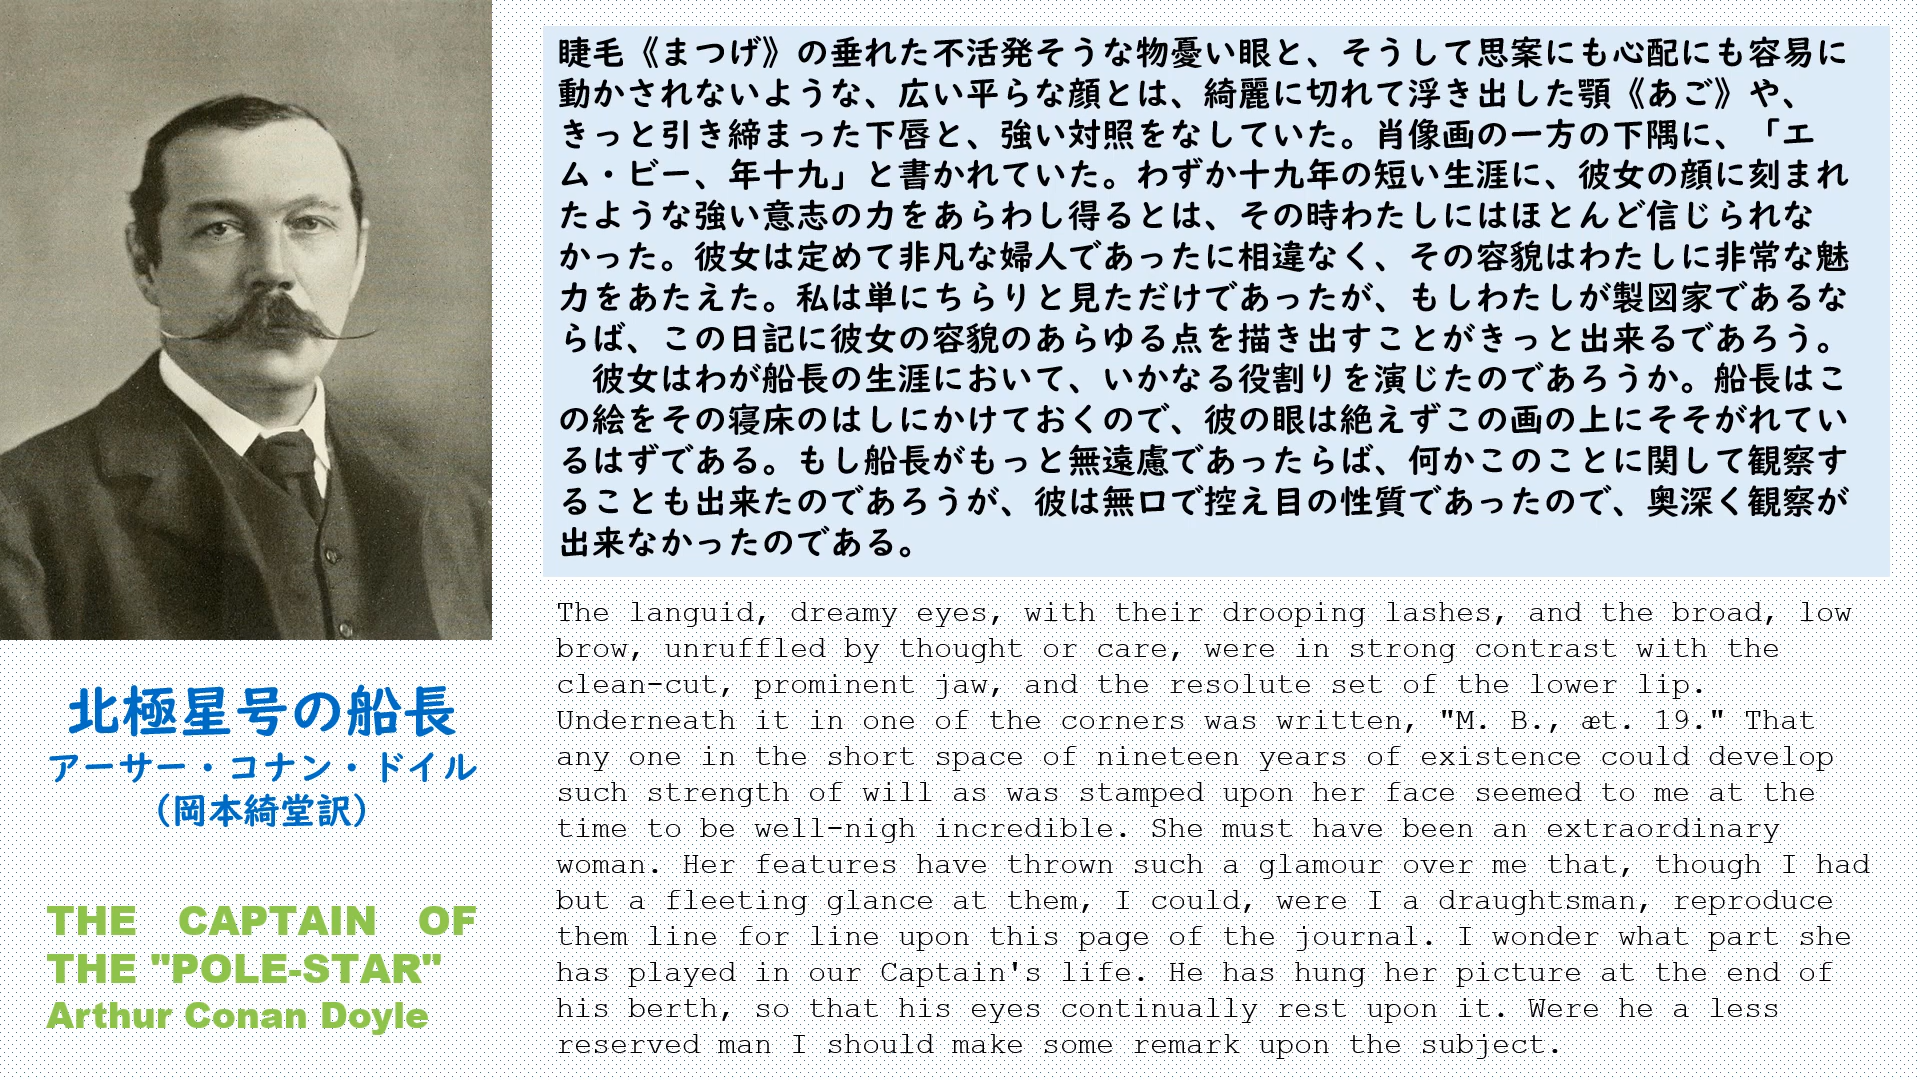 睫毛《まつげ》の垂れた不活発そうな物憂い眼と、そうして思案にも心配にも容易に
動かされないような、広い平らな顔とは、綺麗に切れて浮き出した顎《あご》や、
きっと引き締まった下唇と、強い対照をなしていた。肖像画の一方の下隅に、「エ
ム・ビー、年十九」と書かれていた。わずか十九年の短い生涯に、彼女の顔に刻まれ
たような強い意志の力をあらわし得るとは、その時わたしにはほとんど信じられな
かった。彼女は定めて非凡な婦人であったに相違なく、その容貌はわたしに非常な魅
力をあたえた。私は単にちらりと見ただけであったが、もしわたしが製図家であるな
らば、この日記に彼女の容貌のあらゆる点を描き出すことがきっと出来るであろう。
　彼女はわが船長の生涯において、いかなる役割りを演じたのであろうか。船長はこ
の絵をその寝床のはしにかけておくので、彼の眼は絶えずこの画の上にそそがれてい
るはずである。もし船長がもっと無遠慮であったらば、何かこのことに関して観察す
ることも出来たのであろうが、彼は無口で控え目の性質であったので、奥深く観察が
出来なかったのである。
The languid, dreamy eyes, with their drooping lashes, and the broad, low
brow, unruffled by thought or care, were in strong contrast with the
clean-cut, prominent jaw, and the resolute set of the lower lip.
Underneath it in one of the corners was written, "M. B., æt. 19." That
any one in the short space of nineteen years of existence could develop
such strength of will as was stamped upon her face seemed to me at the
time to be well-nigh incredible. She must have been an extraordinary
woman. Her features have thrown such a glamour over me that, though I had
but a fleeting glance at them, I could, were I a draughtsman, reproduce
them line for line upon this page of the journal. I wonder what part she
has played in our Captain's life. He has hung her picture at the end of
his berth, so that his eyes continually rest upon it. Were he a less
reserved man I should make some remark upon the subject.
北極星号の船長
アーサー・コナン・ドイル
（岡本綺堂訳）
THE CAPTAIN OF
THE "POLE-STAR"
Arthur Conan Doyle